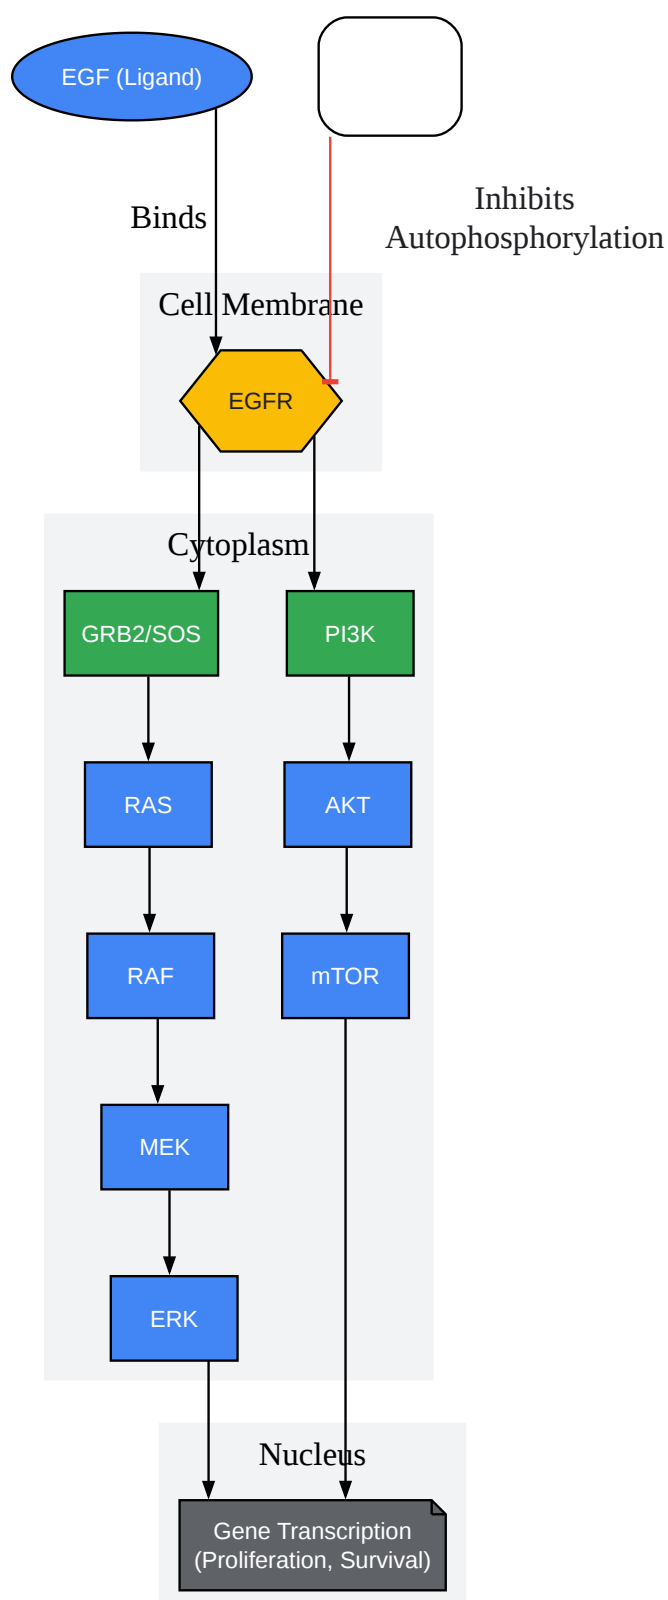 EGF (Ligand)
Inhibits
Autophosphorylation
Binds
Cell Membrane
EGFR
Cytoplasm
GRB2/SOS
PI3K
RAS
AKT
RAF
mTOR
MEK
ERK
Nucleus
Gene Transcription
(Proliferation, Survival)